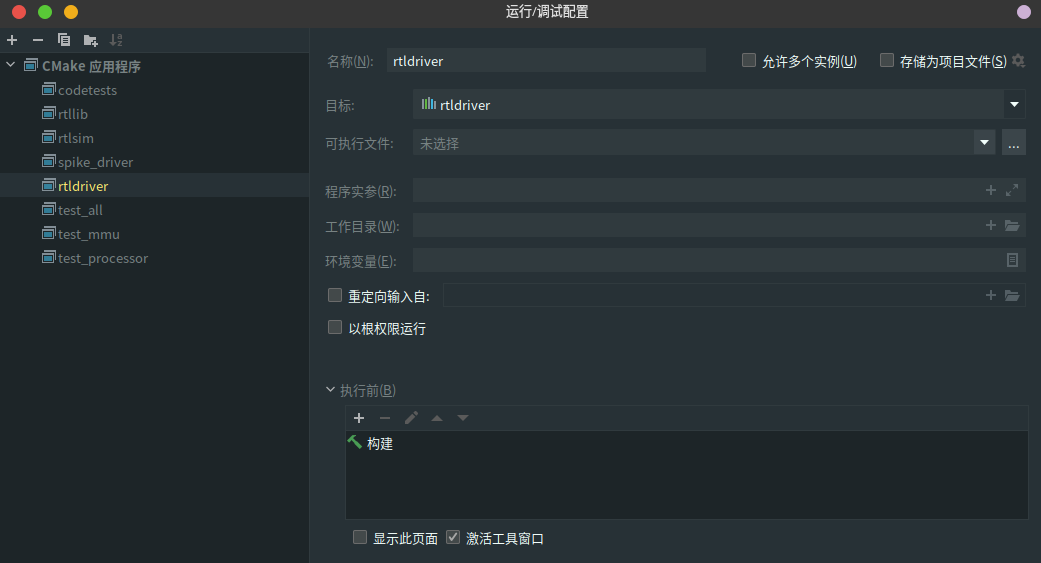 运行/调试配置
CMake 应用程序
codetests
rtllib
rtlsim
spike_driver
rtldriver
test_all
test_mmu
test_processor
名称(N): rtldriver 允许多个实例(U) 存储为项目文件(S)
目标: rtldriver
可执行文件: 未选择 ...
程序实参(R):
工作目录(W):
环境变量(E):
重定向输入自:
以根权限运行
执行前(B)
构建
显示此页面 激活工具窗口